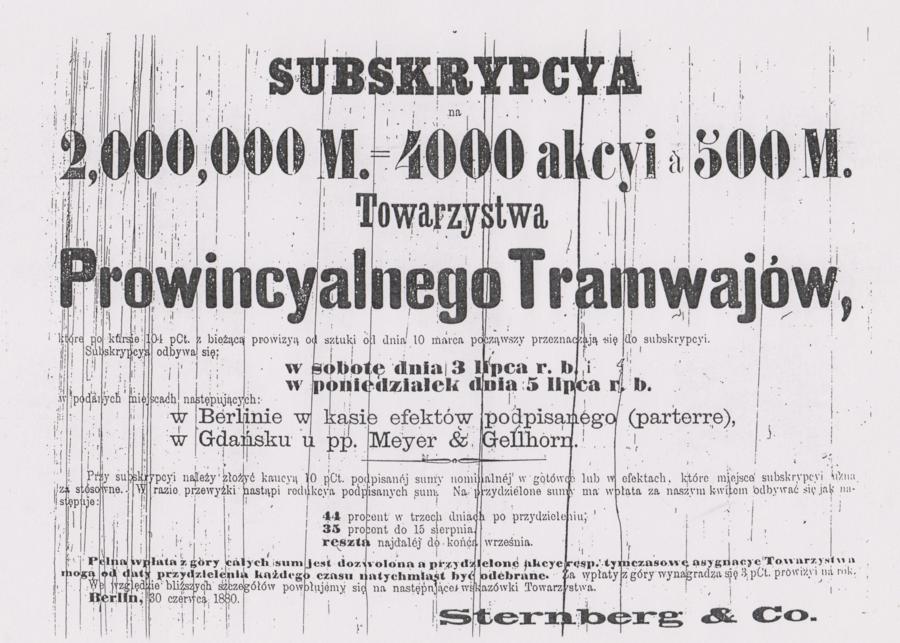 SUBSKRYPCYA
na
2,000,000 M. = 4000 akcyi à 500 M.
Towarzystwa
Prowincyalnego Tramwajów,
które po kursie 104 pCt. z bieżącą prowizyą od sztuki od dnia 10 marca począwszy przeznaczają się do subskrypcyi.
Subskrypcya odbywa się;
w sobotę dnia 3 lipca r. b. i
w poniedziałek dnia 5 lipca r. b.
w podanych miejscach następujących:
w Berlinie w kasie efektów podpisanego (parterre),
w Gdańsku u pp. Meyer & Gellhorn.
Przy subskrypcyi należy złożyć kaucyą 10 pCt. podpisanéj sumy nominalnéj w gotówce lub w efektach, które miejsce subskrypcyi uzna
za stósowne. W razie przewyżki nastąpi redukcya podpisanych sum. Na przydzielone sumy ma wpłata za naszym kwitem odbywać się jak na-
stępuje:
44 procent w trzech dniach po przydzieleniu,
35 procent do 15 sierpnia,
reszta najdaléj do końca września.
Pełna wpłata z góry całych sum jest dozwolona a przydzielone akcye resp. tymczasowe asygnacye Towarzystwa
mogą od daty przydzielenia każdego czasu natychmiast być odebrane. Za wpłaty z góry wynagradza się 3 pCt. prowizyi na rok.
We względzie bliższych szczegółów powołujemy się na następujące wskazówki Towarzystwa.
Berlin, 30 czerwca 1880.
Sternberg & Co.